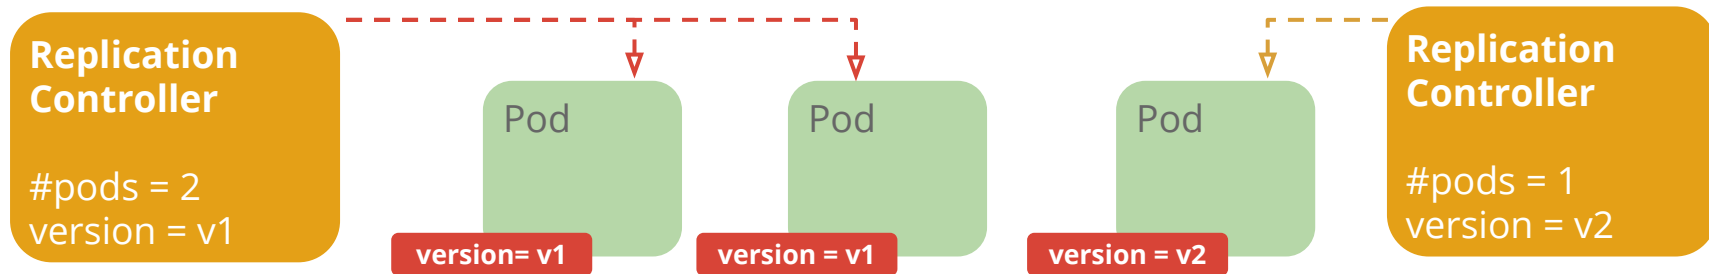 Replication
Controller
#pods = 2
version = v1
Pod
version= v1
Pod
version = v1
Pod
version = v2
Replication
Controller
#pods = 1
version = v2